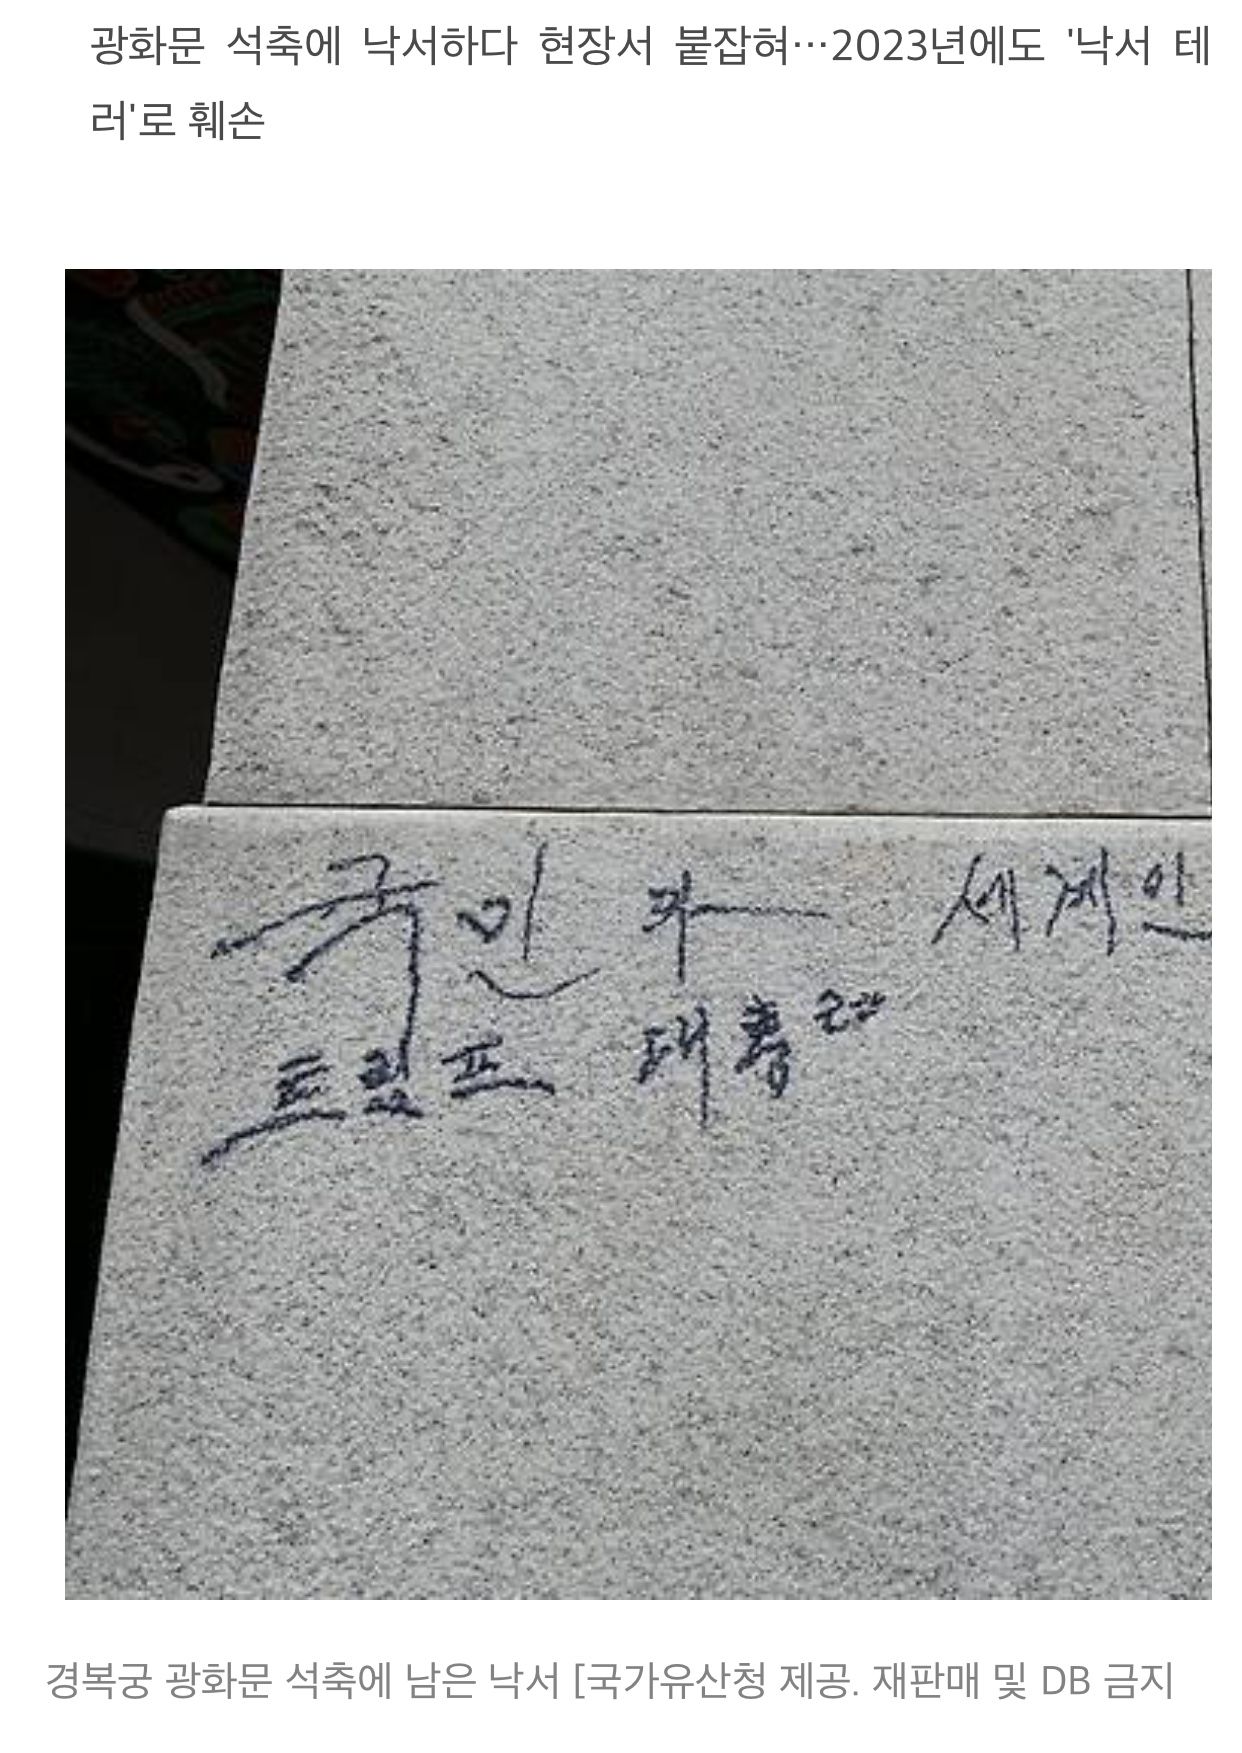 광화문 석축에 낙서하다 현장서 붙잡혀…2023년에도 '낙서 테
러'로 훼손
국민과 세계인
트럼프 대통령
경복궁 광화문 석축에 남은 낙서 [국가유산청 제공. 재판매 및 DB 금지